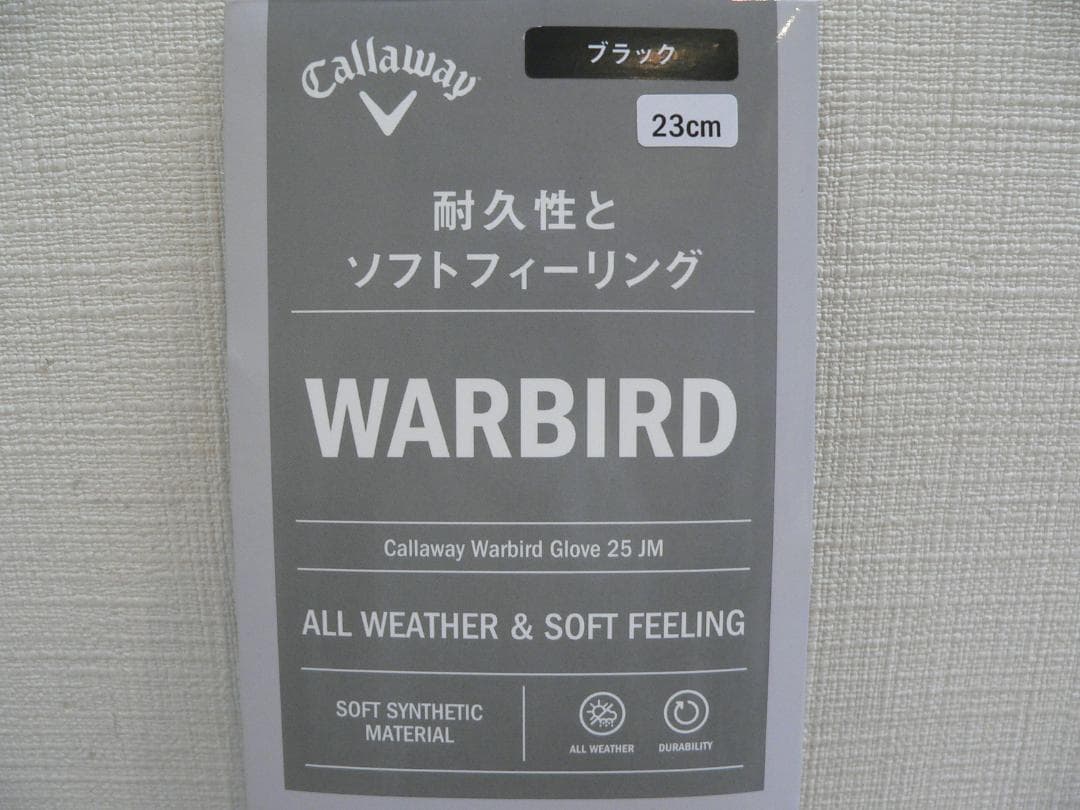 Callaway
ブラック
23cm
耐久性と
ソフトフィーリング
WARBIRD
Callaway Warbird Glove 25 JM
ALL WEATHER & SOFT FEELING
SOFT SYNTHETIC
MATERIAL
ALL WEATHER
DURABILITY